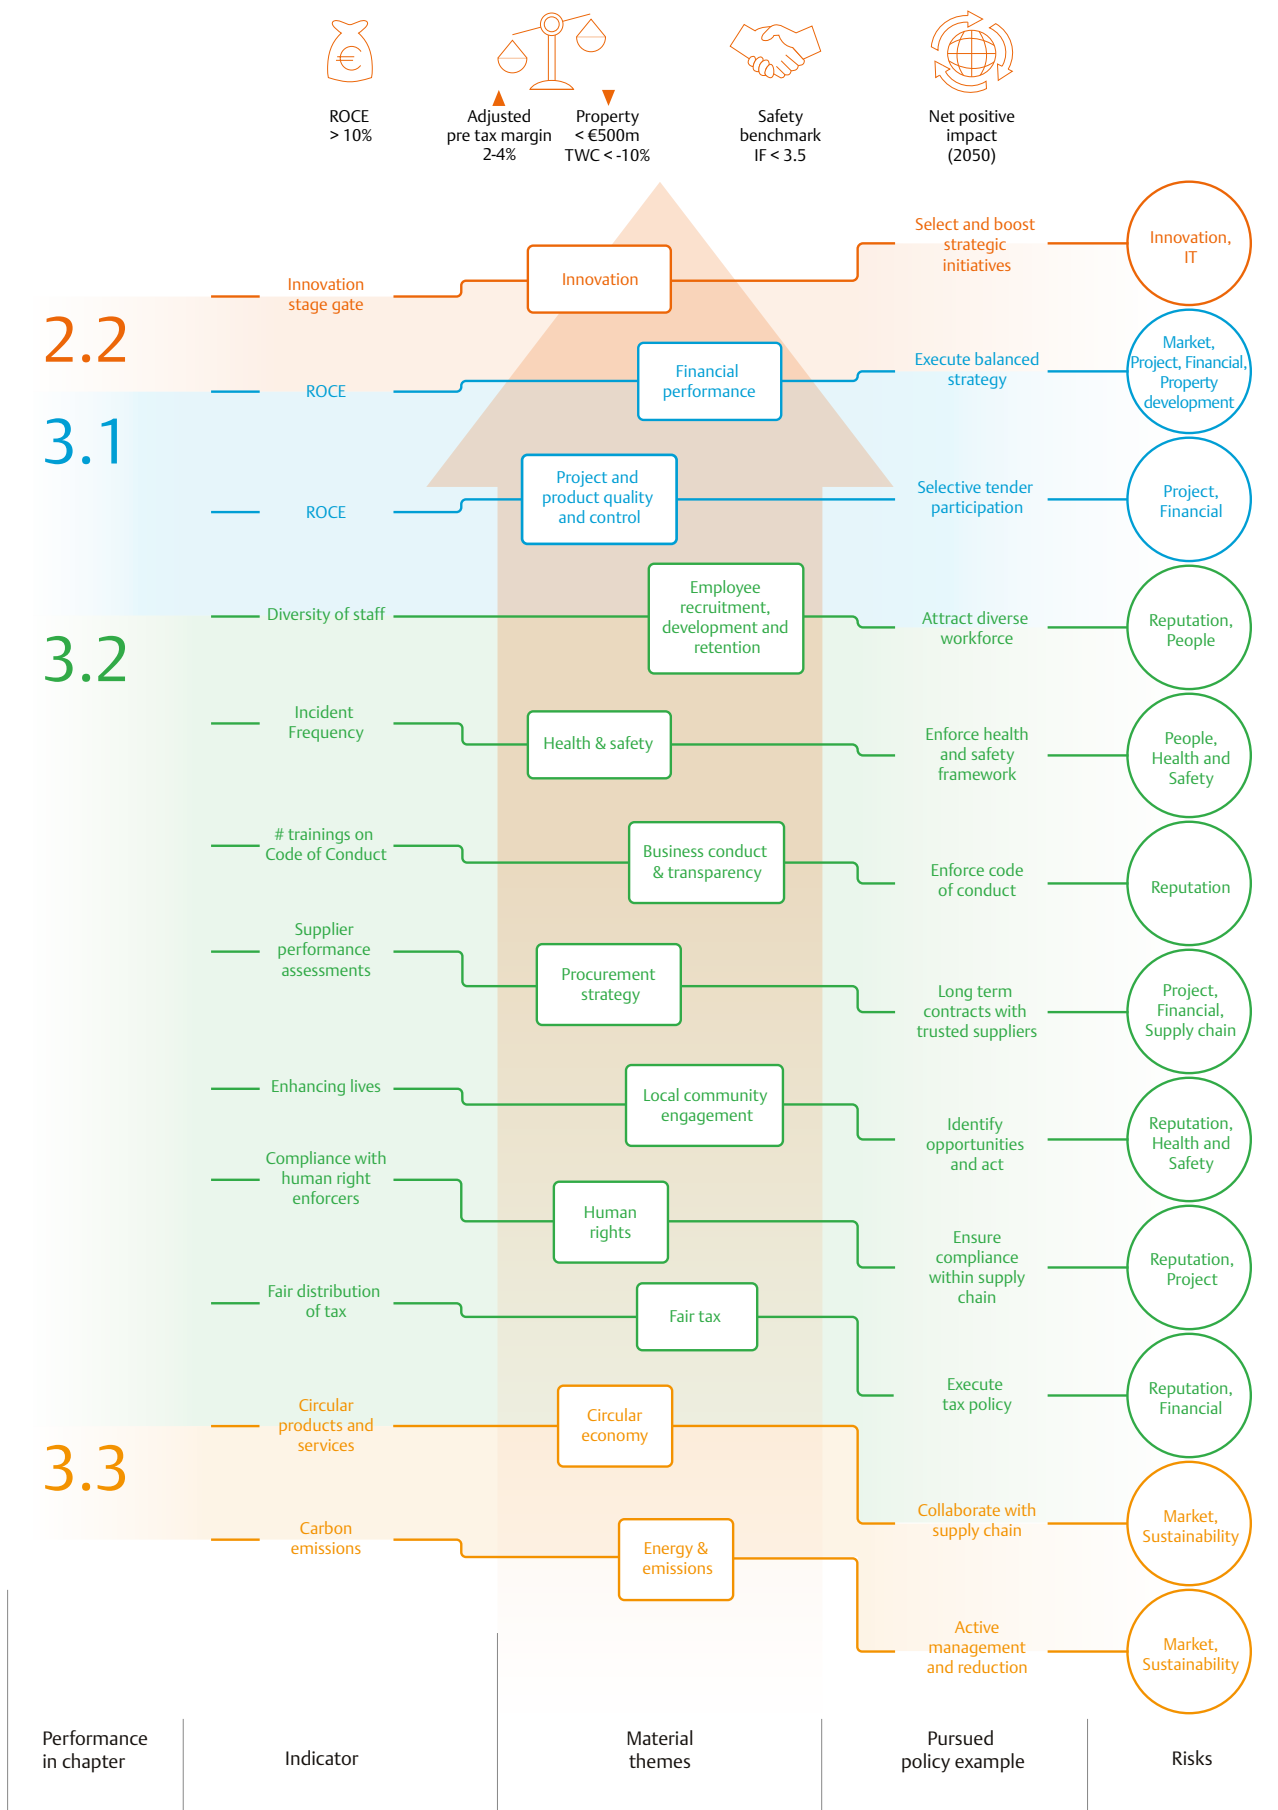 €
ROCE
> 10%
Adjusted
pre tax margin
2-4%
Property
< €500m
TWC < -10%
Safety
benchmark
IF < 3.5
Net positive
impact
(2050)
2.2
Innovation
stage gate
Innovation
Select and boost
strategic
initiatives
Innovation,
IT
3.1
ROCE
Financial
performance
Execute balanced
strategy
Market,
Project, Financial,
Property
development
ROCE
Project and
product quality
and control
Selective tender
participation
Project,
Financial
3.2
Diversity of staff
Employee
recruitment,
development and
retention
Attract diverse
workforce
Reputation,
People
Incident
Frequency
Health & safety
Enforce health
and safety
framework
People,
Health and
Safety
# trainings on
Code of Conduct
Business conduct
& transparency
Enforce code
of conduct
Reputation
Supplier
performance
assessments
Procurement
strategy
Long term
contracts with
trusted suppliers
Project,
Financial,
Supply chain
Enhancing lives
Local community
engagement
Identify
opportunities
and act
Reputation,
Health and
Safety
Compliance with
human right
enforcers
Human
rights
Ensure
compliance
within supply
chain
Reputation,
Project
Fair distribution
of tax
Fair tax
Execute
tax policy
Reputation,
Financial
3.3
Circular
products and
services
Circular
economy
Collaborate with
supply chain
Market,
Sustainability
Carbon
emissions
Energy &
emissions
Active
management
and reduction
Market,
Sustainability
Performance
in chapter
Indicator
Material
themes
Pursued
policy example
Risks